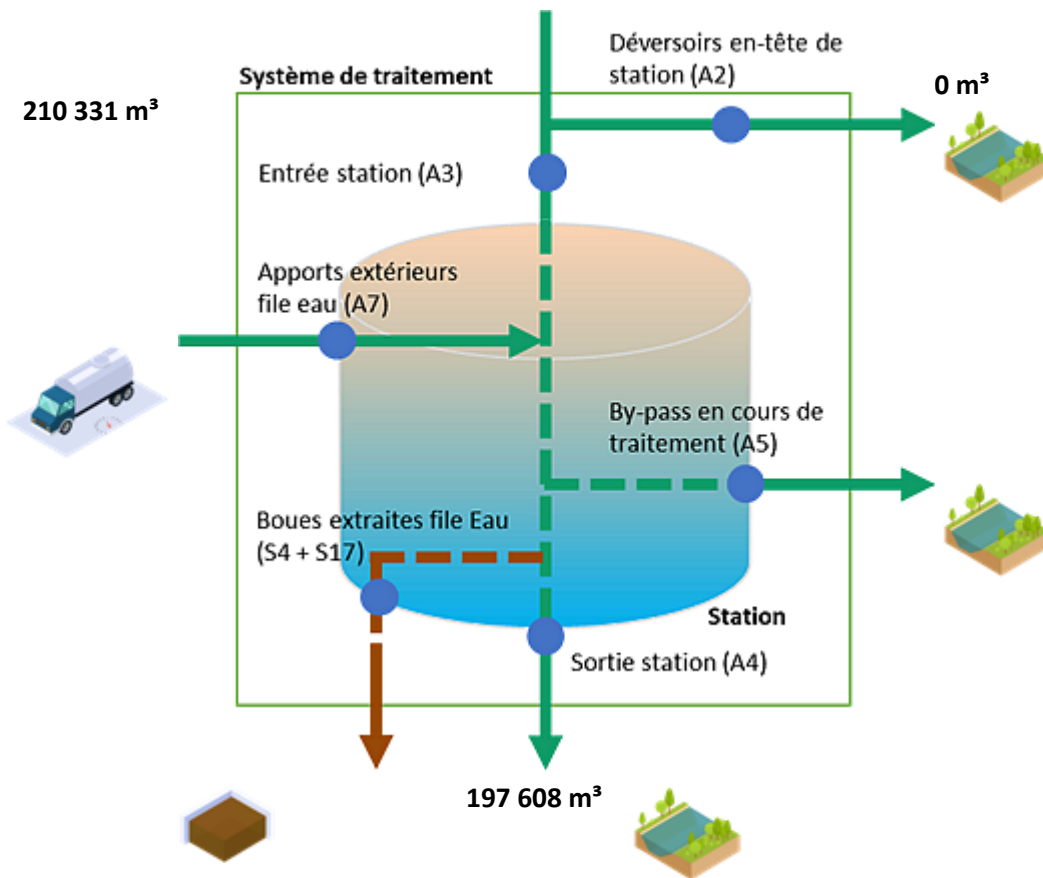 Déversoirs en-tête de
station (A2)
Système de traitement
0 m³
210 331 m³
Entrée station (A3)
Apports extérieurs
file eau (A7)
By-pass en cours de
traitement (A5)
Boues extraites file Eau
(S4 + S17)
Station
Sortie station (A4)
197 608 m³